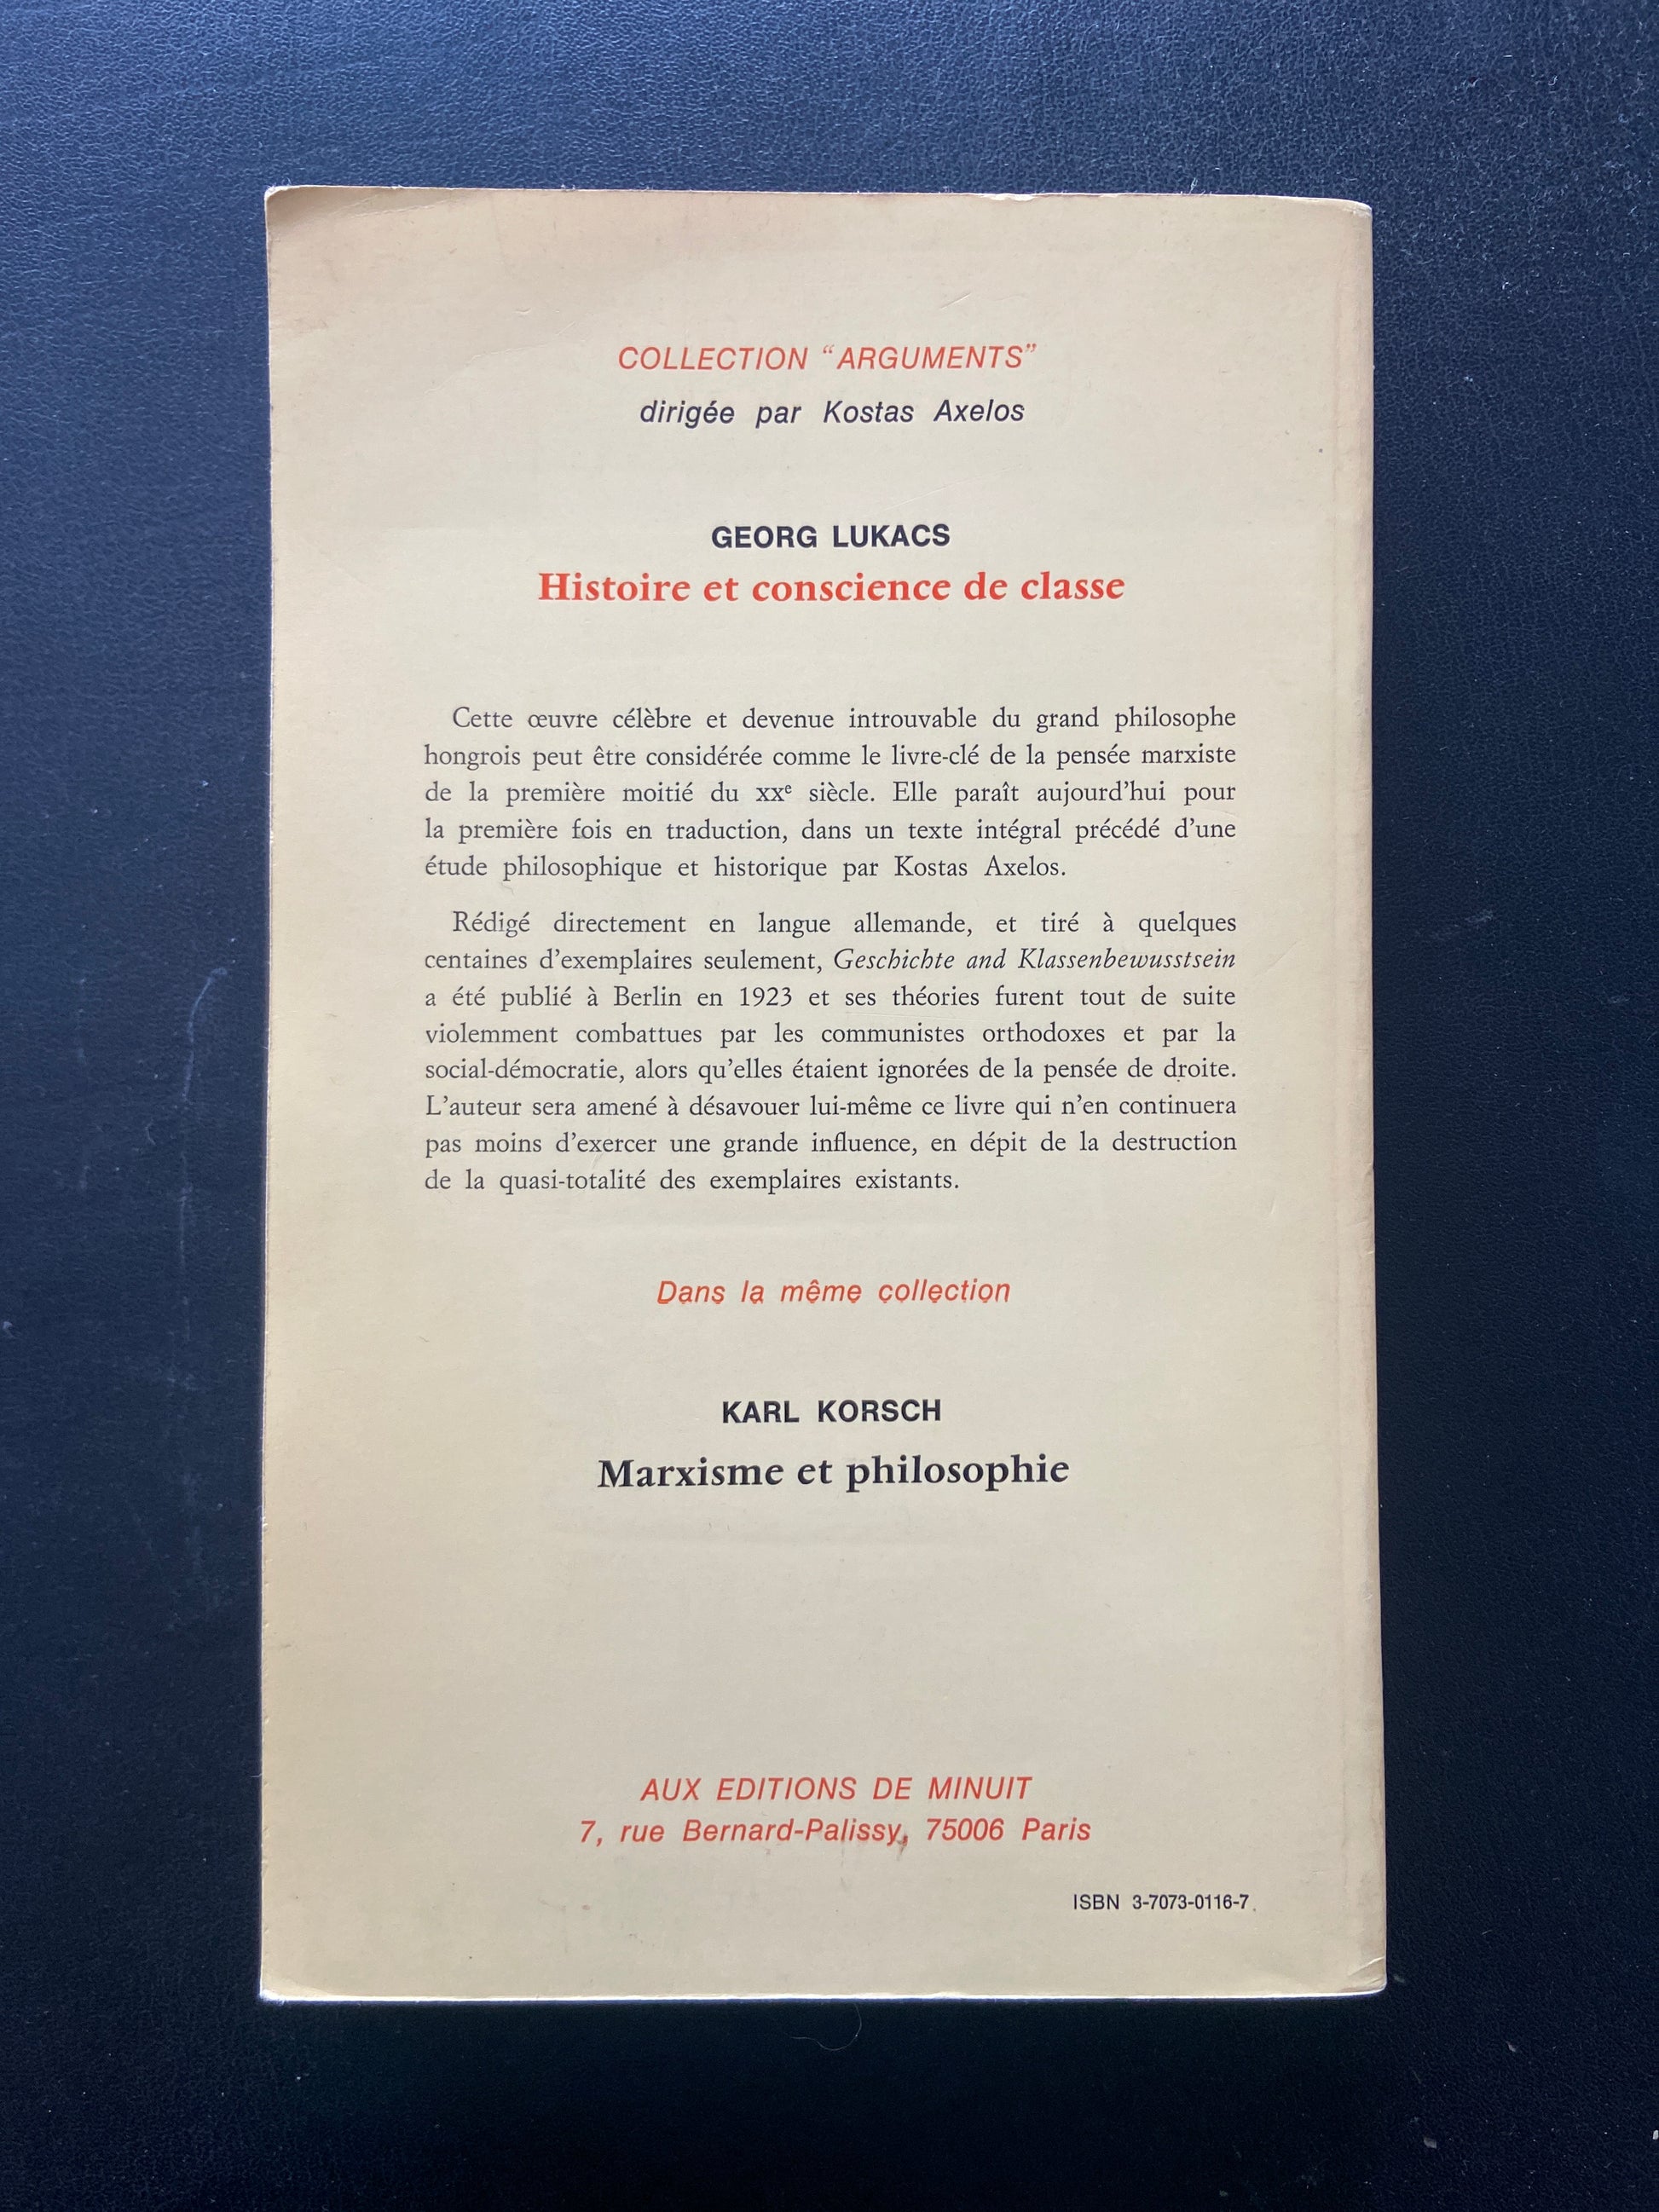 COLLECTION “ARGUMENTS”
dirigée par Kostas Axelos
GEORG LUKACS
Histoire et conscience de classe
Cette œuvre célèbre et devenue introuvable du grand philosophe
hongrois peut être considérée comme le livre-clé de la pensée marxiste
de la première moitié du XXᵉ siècle. Elle paraît aujourd’hui pour
la première fois en traduction, dans un texte intégral précédé d’une
étude philosophique et historique par Kostas Axelos.
Rédigé directement en langue allemande, et tiré à quelques
centaines d’exemplaires seulement, Geschichte and Klassenbewusstsein
a été publié à Berlin en 1923 et ses théories furent tout de suite
violemment combattues par les communistes orthodoxes et par la
social-démocratie, alors qu’elles étaient ignorées de la pensée de droite.
L’auteur sera amené à désavouer lui-même ce livre qui n’en continuera
pas moins d’exercer une grande influence, en dépit de la destruction
de la quasi-totalité des exemplaires existants.
Dans la même collection
KARL KORSCH
Marxisme et philosophie
AUX EDITIONS DE MINUIT
7, rue Bernard-Palissy, 75006 Paris
ISBN 3-7073-0116-7